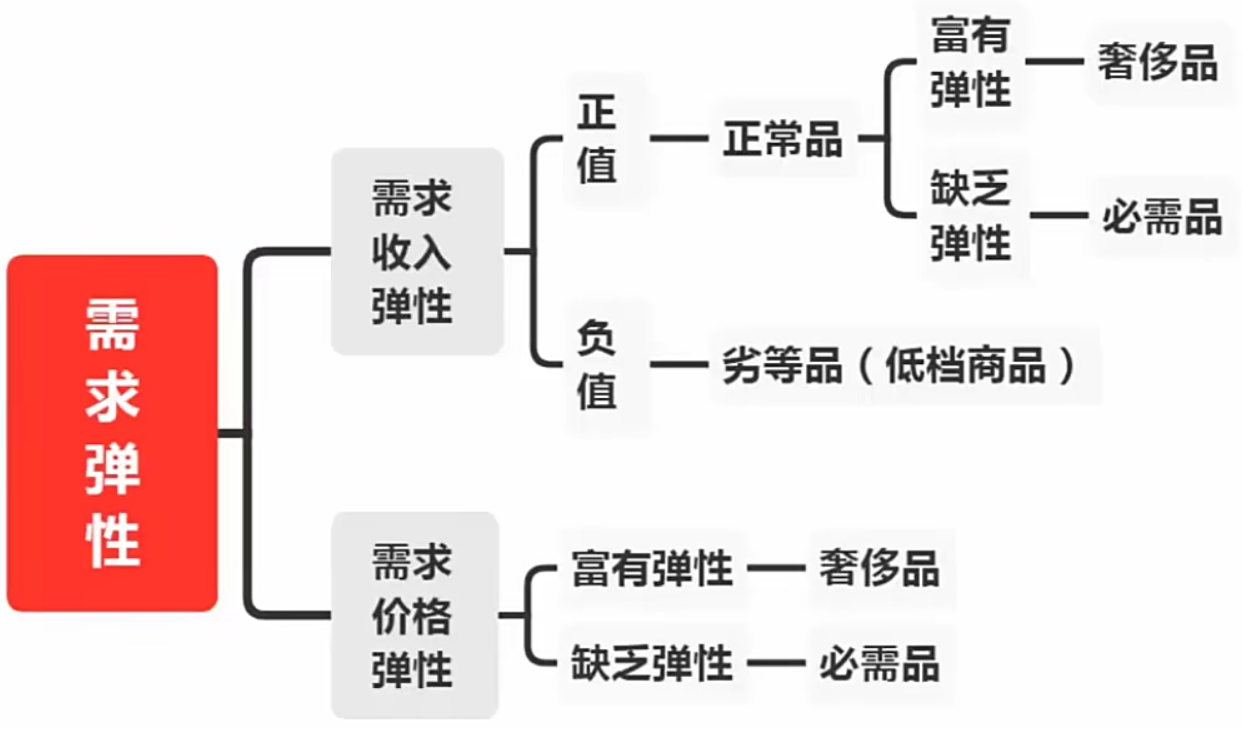 需
求
弹
性
需求
收入
弹性
正
值
正常品
富有
弹性
奢侈品
缺乏
弹性
必需品
负
值
劣等品（低档商品）
需求
价格
弹性
富有弹性
奢侈品
缺乏弹性
必需品